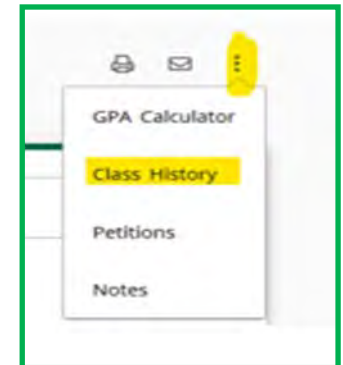 GPA Calculator
Class History
Petitions
Notes